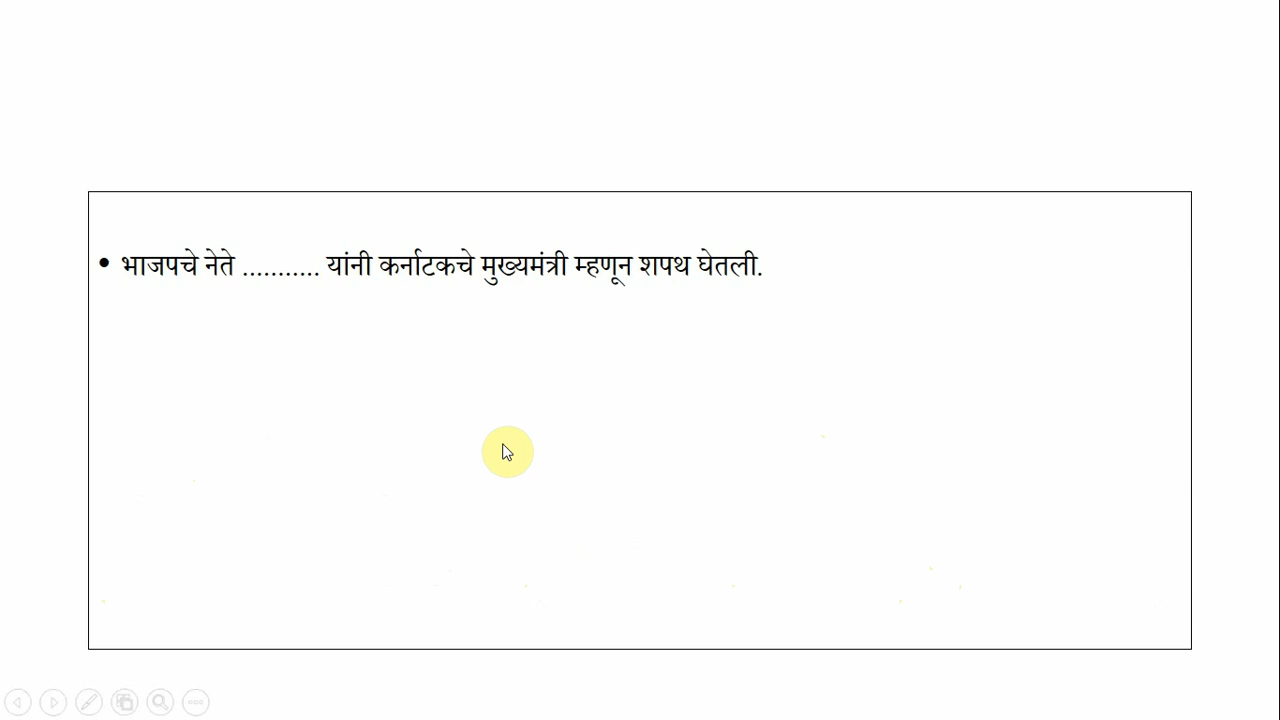 • भाजपचे नेते ........... यांनी कर्नाटकचे मुख्यमंत्री म्हणून शपथ घेतली.